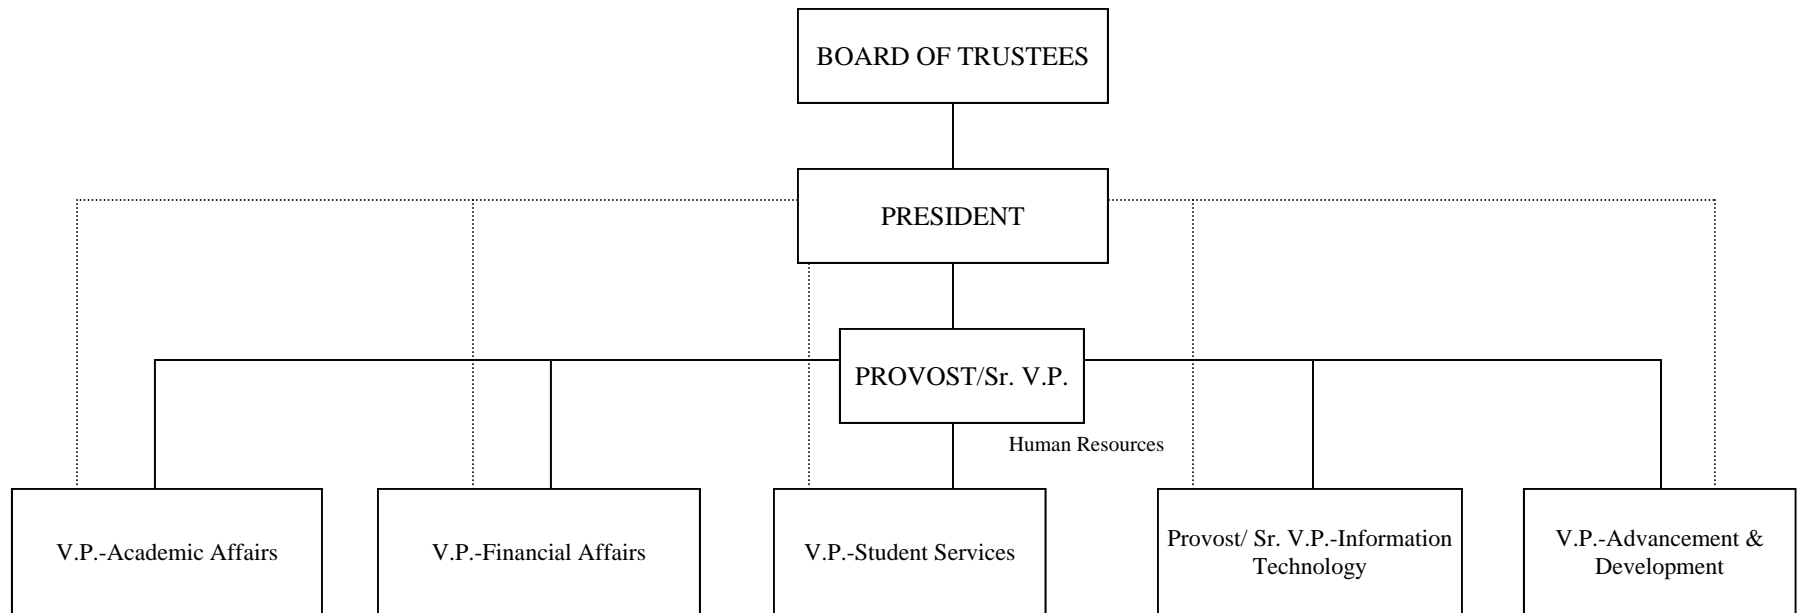 BOARD OF TRUSTEES
PRESIDENT
PROVOST/Sr. V.P.
Human Resources
V.P.-Academic Affairs
V.P.-Financial Affairs
V.P.-Student Services
Provost/ Sr. V.P.-Information
Technology
V.P.-Advancement &
Development